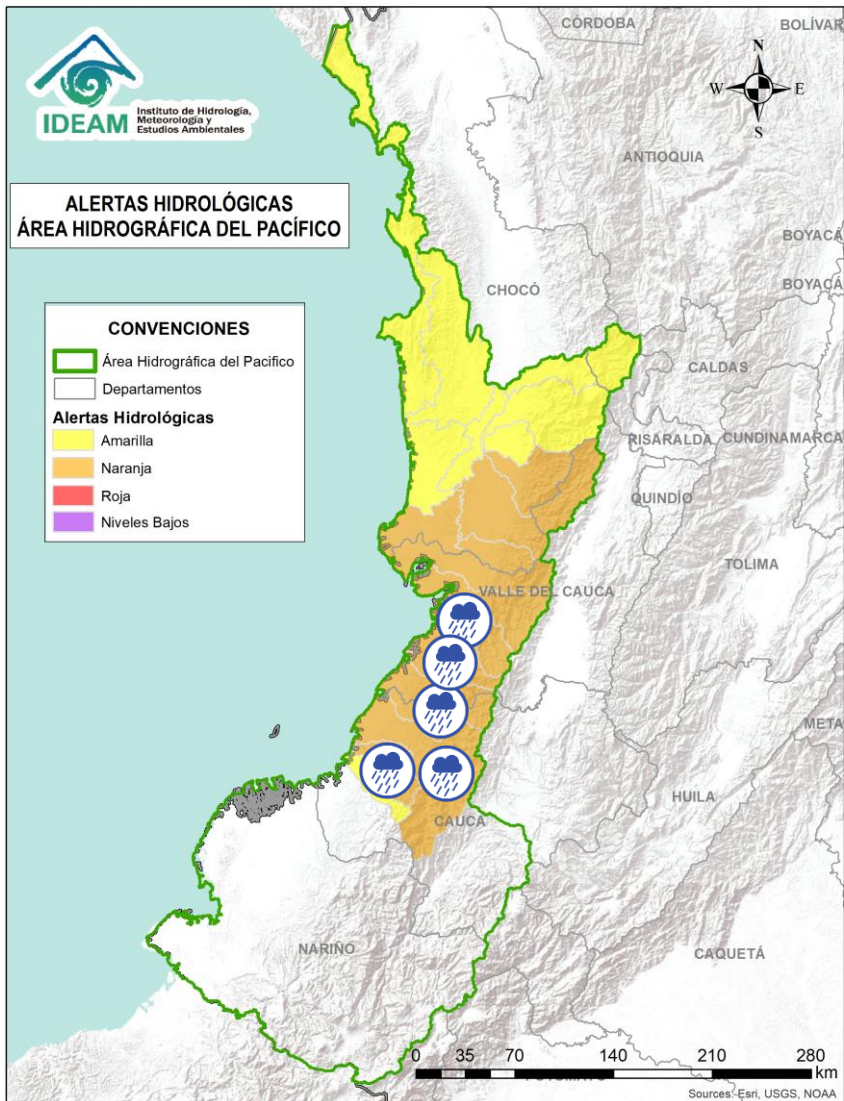 CÓRDOBA
BOLÍVAR
N
W E
S
IDEAM
Instituto de Hidrología,
Meteorología y
Estudios Ambientales
ANTIOQUIA
ALERTAS HIDROLÓGICAS
ÁREA HIDROGRÁFICA DEL PACÍFICO
BOYACÁ
BOYACÁ
CHOCÓ
CONVENCIONES
Área Hidrográfica del Pacifico
Departamentos
Alertas Hidrológicas
Amarilla
Naranja
Roja
Niveles Bajos
CALDAS
RISARALDA
CUNDINAMARCA
QUINDÍO
TOLIMA
VALLE DEL CAUCA
META
HUILA
CAUCA
NARIÑO
CAQUETÁ
0 35 70 140 210 280
km
Sources: Esri, USGS, NOAA